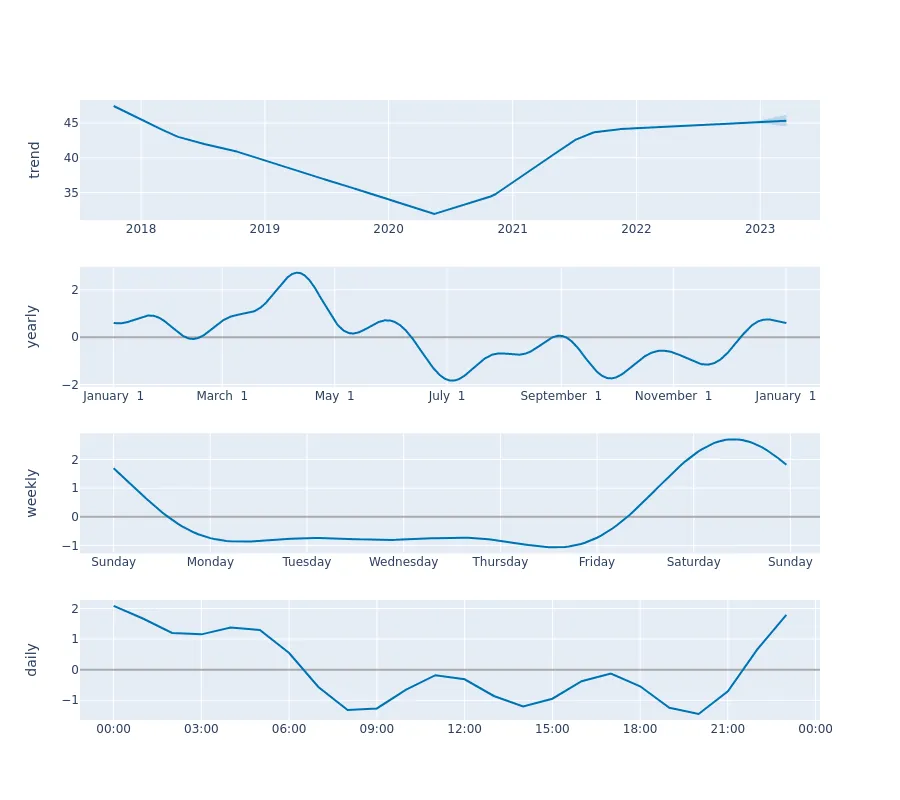 trend
45
40
35
2018 2019 2020 2021 2022 2023
yearly
2
0
−2
January 1 March 1 May 1 July 1 September 1 November 1 January 1
weekly
2
1
0
−1
Sunday Monday Tuesday Wednesday Thursday Friday Saturday Sunday
daily
2
1
0
−1
00:00 03:00 06:00 09:00 12:00 15:00 18:00 21:00 00:00